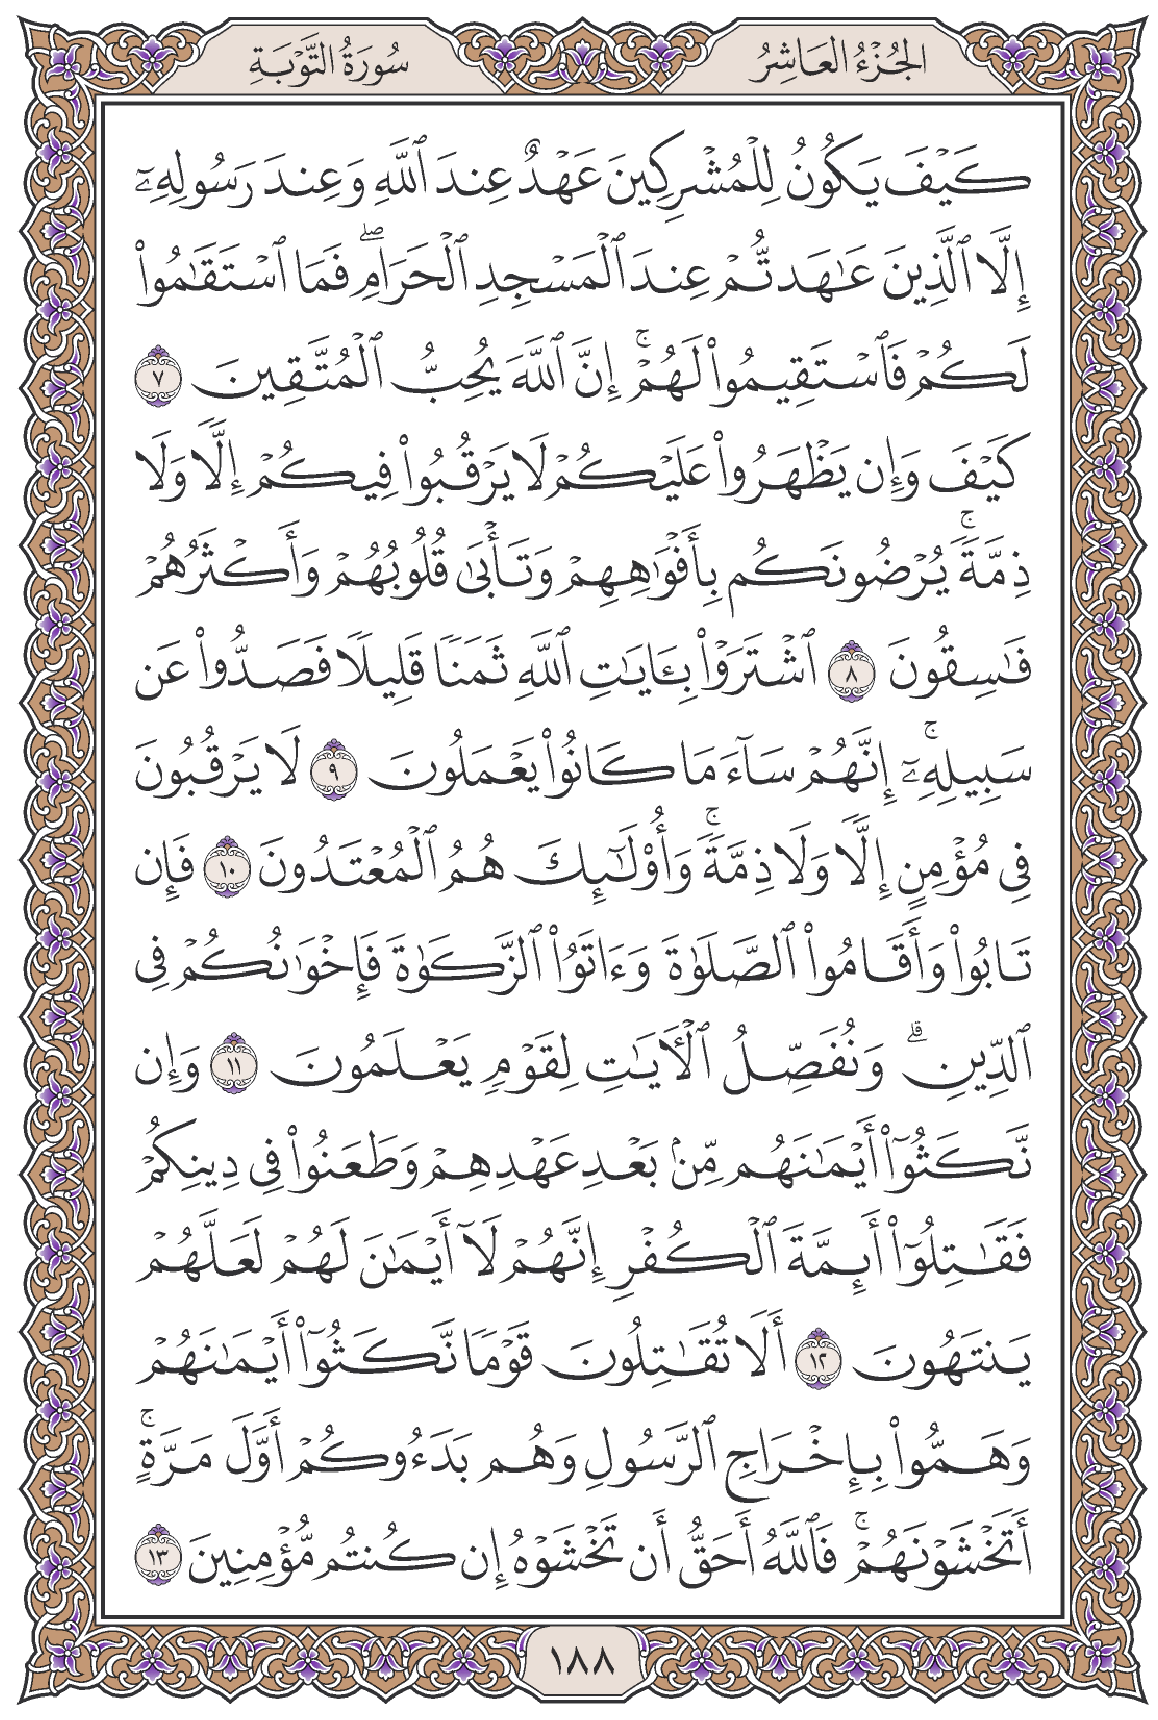 الجُزْءُ العَاشِرُ
سُورَةُ التَّوْبَةِ
كَيْفَ يَكُونُ لِلْمُشْرِكِينَ عَهْدٌ عِندَ ٱللَّهِ وَعِندَ رَسُولِهِۦٓ
إِلَّا ٱلَّذِينَ عَـٰهَدتُّمْ عِندَ ٱلْمَسْجِدِ ٱلْحَرَامِ ۖ فَمَا ٱسْتَقَـٰمُوا۟
لَكُمْ فَٱسْتَقِيمُوا۟ لَهُمْ ۚ إِنَّ ٱللَّهَ يُحِبُّ ٱلْمُتَّقِينَ ٧
كَيْفَ وَإِن يَظْهَرُوا۟ عَلَيْكُمْ لَا يَرْقُبُوا۟ فِيكُمْ إِلًّا وَلَا
ذِمَّةً ۚ يُرْضُونَكُم بِأَفْوَٰهِهِمْ وَتَأْبَىٰ قُلُوبُهُمْ وَأَكْثَرُهُمْ
فَـٰسِقُونَ ٨ ٱشْتَرَوْا۟ بِـَٔايَـٰتِ ٱللَّهِ ثَمَنًا قَلِيلًا فَصَدُّوا۟ عَن
سَبِيلِهِۦٓ ۚ إِنَّهُمْ سَآءَ مَا كَانُوا۟ يَعْمَلُونَ ٩ لَا يَرْقُبُونَ
فِى مُؤْمِنٍ إِلًّا وَلَا ذِمَّةً ۚ وَأُو۟لَـٰٓئِكَ هُمُ ٱلْمُعْتَدُونَ ١٠ فَإِن
تَابُوا۟ وَأَقَامُوا۟ ٱلصَّلَوٰةَ وَءَاتَوُا۟ ٱلزَّكَوٰةَ فَإِخْوَٰنُكُمْ فِى
ٱلدِّينِ ۗ وَنُفَصِّلُ ٱلْـَٔايَـٰتِ لِقَوْمٍ يَعْلَمُونَ ١١ وَإِن
نَّكَثُوٓا۟ أَيْمَـٰنَهُم مِّنۢ بَعْدِ عَهْدِهِمْ وَطَعَنُوا۟ فِى دِينِكُمْ
فَقَـٰتِلُوٓا۟ أَئِمَّةَ ٱلْكُفْرِ ۙ إِنَّهُمْ لَآ أَيْمَـٰنَ لَهُمْ لَعَلَّهُمْ
يَنتَهُونَ ١٢ أَلَا تُقَـٰتِلُونَ قَوْمًا نَّكَثُوٓا۟ أَيْمَـٰنَهُمْ
وَهَمُّوا۟ بِإِخْرَاجِ ٱلرَّسُولِ وَهُم بَدَءُوكُمْ أَوَّلَ مَرَّةٍ ۚ
أَتَخْشَوْنَهُمْ ۚ فَٱللَّهُ أَحَقُّ أَن تَخْشَوْهُ إِن كُنتُم مُّؤْمِنِينَ ١٣
١٨٨